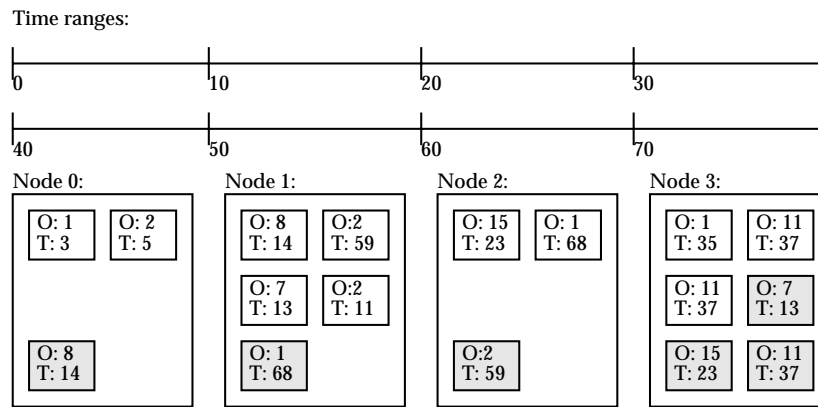 Time ranges:
0 10 20 30
40 50 60 70
Node 0: Node 1: Node 2: Node 3:
O: 1 O: 2 O: 8 O:2 O: 15 O: 1 O: 1 O: 11
T: 3 T: 5 T: 14 T: 59 T: 23 T: 68 T: 35 T: 37
O: 7 O:2 O: 11 O: 7
T: 13 T: 11 T: 37 T: 13
O: 8 O: 1 O:2 O: 15 O: 11
T: 14 T: 68 T: 59 T: 23 T: 37